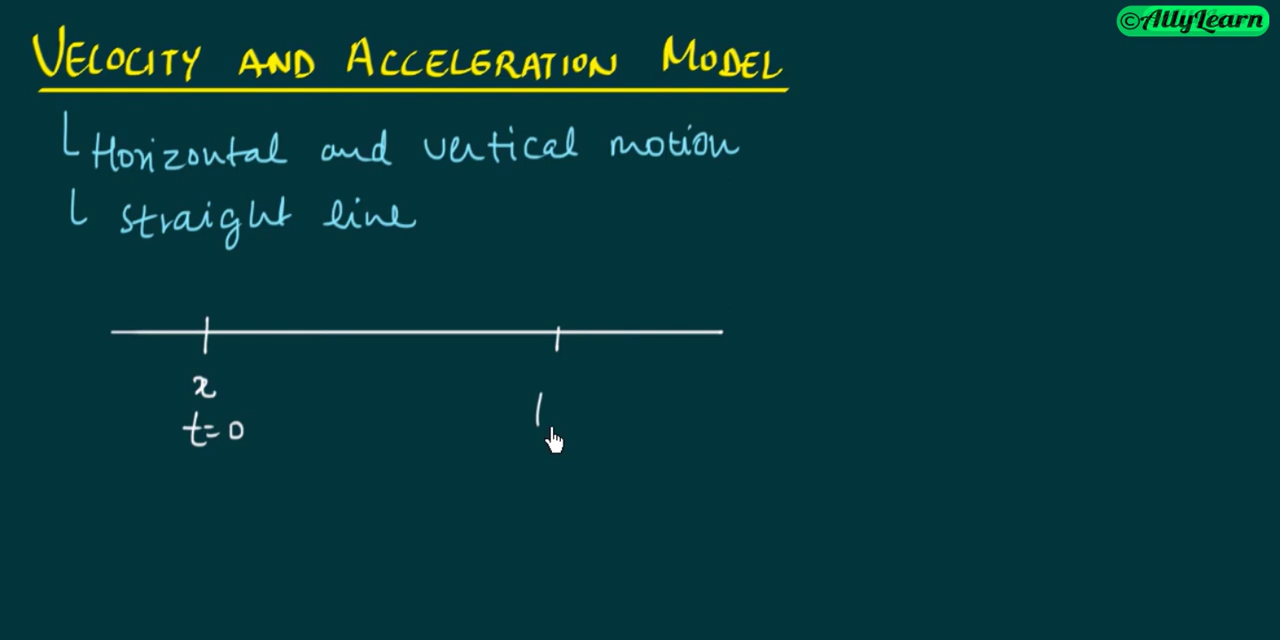 ©AllyLearn
VELOCITY AND ACCELERATION MODEL
Horizontal and vertical motion
straight line
x
t=0